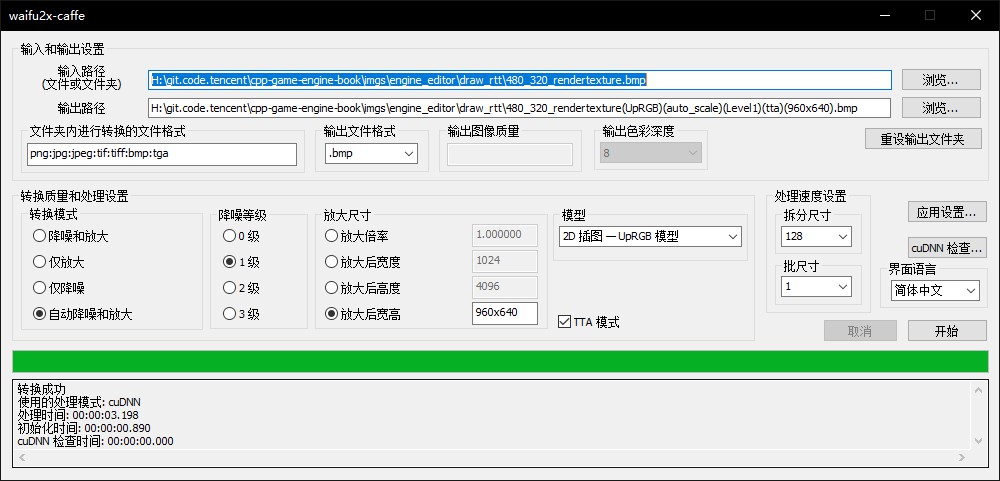 waifu2x-caffe
输入和输出设置
输入路径
(文件或文件夹)
H:\git.code.tencent\cpp-game-engine-book\imgs\engine_editor\draw_rtt\480_320_rendertexture.bmp
浏览...
输出路径
H:\git.code.tencent\cpp-game-engine-book\imgs\engine_editor\draw_rtt\480_320_rendertexture(UpRGB)(auto_scale)(Level1)(tta)(960x640).bmp
浏览...
文件夹内进行转换的文件格式
png:jpg:jpeg:tif:tiff:bmp:tga
输出文件格式
.bmp
输出图像质量
输出色彩深度
8
重设输出文件夹
转换质量和处理设置
转换模式
降噪和放大
仅放大
仅降噪
自动降噪和放大
降噪等级
0 级
1 级
2 级
3 级
放大尺寸
放大倍率
1.000000
放大后宽度
1024
放大后高度
4096
放大后宽高
960x640
模型
2D 插图 — UpRGB 模型
TTA 模式
处理速度设置
拆分尺寸
128
批尺寸
1
应用设置...
cuDNN 检查...
界面语言
简体中文
取消
开始
转换成功
使用的处理模式: cuDNN
处理时间: 00:00:03.198
初始化时间: 00:00:00.890
cuDNN 检查时间: 00:00:00.000